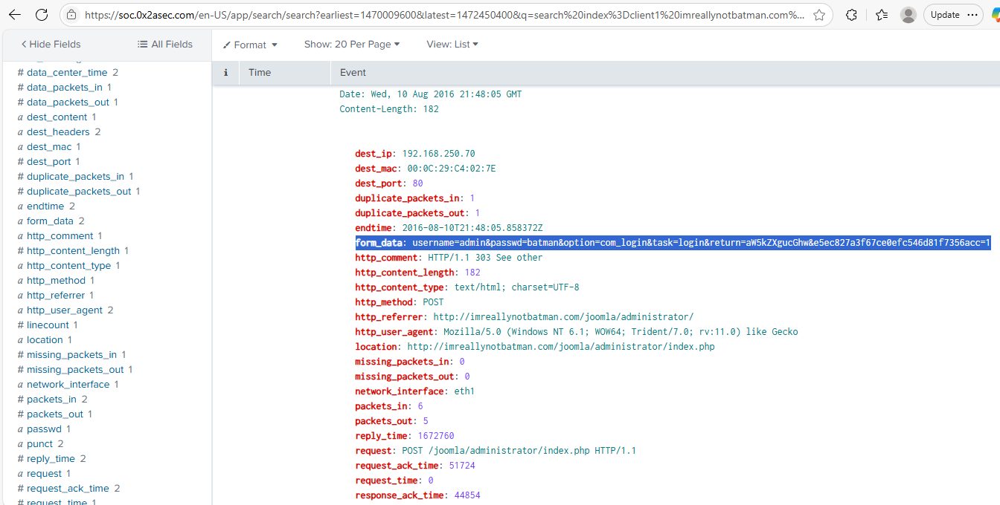 https://soc.0x2asec.com/en-US/app/search/search?earliest=1470009600&latest=1472450400&q=search%20index%3Dclient1%20imreallynotbatman.com%...
Update
Hide Fields
All Fields
Format
Show: 20 Per Page
View: List
i Time Event
# data_center_time 2
# data_packets_in 1
# data_packets_out 1
a dest_content 1
a dest_headers 2
a dest_mac 1
# dest_port 1
# duplicate_packets_in 1
# duplicate_packets_out 1
a endtime 2
a form_data 2
a http_comment 1
# http_content_length 1
a http_content_type 1
a http_method 1
a http_referrer 1
a http_user_agent 2
# linecount 1
a location 1
# missing_packets_in 1
# missing_packets_out 1
a network_interface 1
# packets_in 2
# packets_out 1
a passwd 1
a punct 2
# reply_time 2
a request 1
# request_ack_time 2
# request_time 1
Date: Wed, 10 Aug 2016 21:48:05 GMT
Content-Length: 182
dest_ip: 192.168.250.70
dest_mac: 00:0C:29:C4:02:7E
dest_port: 80
duplicate_packets_in: 1
duplicate_packets_out: 1
endtime: 2016-08-10T21:48:05.858372Z
form_data: username=admin&passwd=batman&option=com_login&task=login&return=aW5kZXgucGhw&e5ec827a3f67ce0efc546d81f7356acc=1
http_comment: HTTP/1.1 303 See other
http_content_length: 182
http_content_type: text/html; charset=UTF-8
http_method: POST
http_referrer: http://imreallynotbatman.com/joomla/administrator/
http_user_agent: Mozilla/5.0 (Windows NT 6.1; WOW64; Trident/7.0; rv:11.0) like Gecko
location: http://imreallynotbatman.com/joomla/administrator/index.php
missing_packets_in: 0
missing_packets_out: 0
network_interface: eth1
packets_in: 6
packets_out: 5
reply_time: 1672760
request: POST /joomla/administrator/index.php HTTP/1.1
request_ack_time: 51724
request_time: 0
response_ack_time: 44854